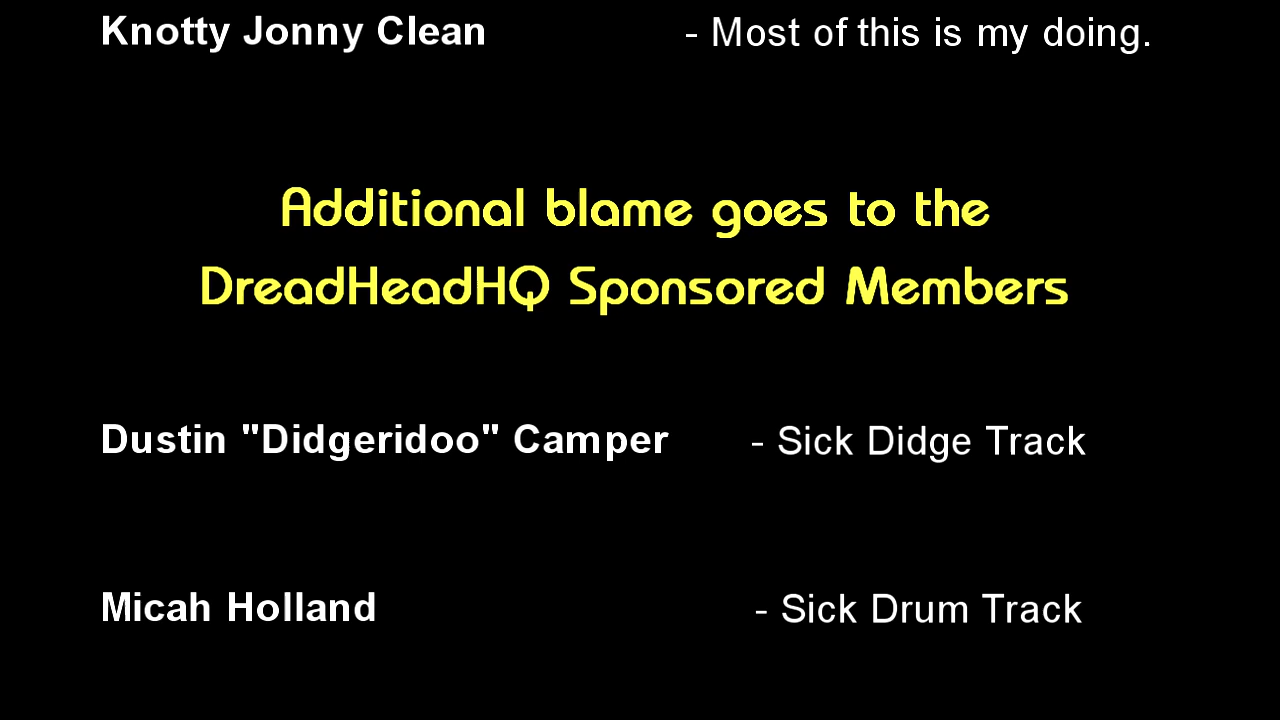 Knotty Jonny Clean - Most of this is my doing.
Additional blame goes to the
DreadHeadHQ Sponsored Members
Dustin "Didgeridoo" Camper - Sick Didge Track
Micah Holland - Sick Drum Track